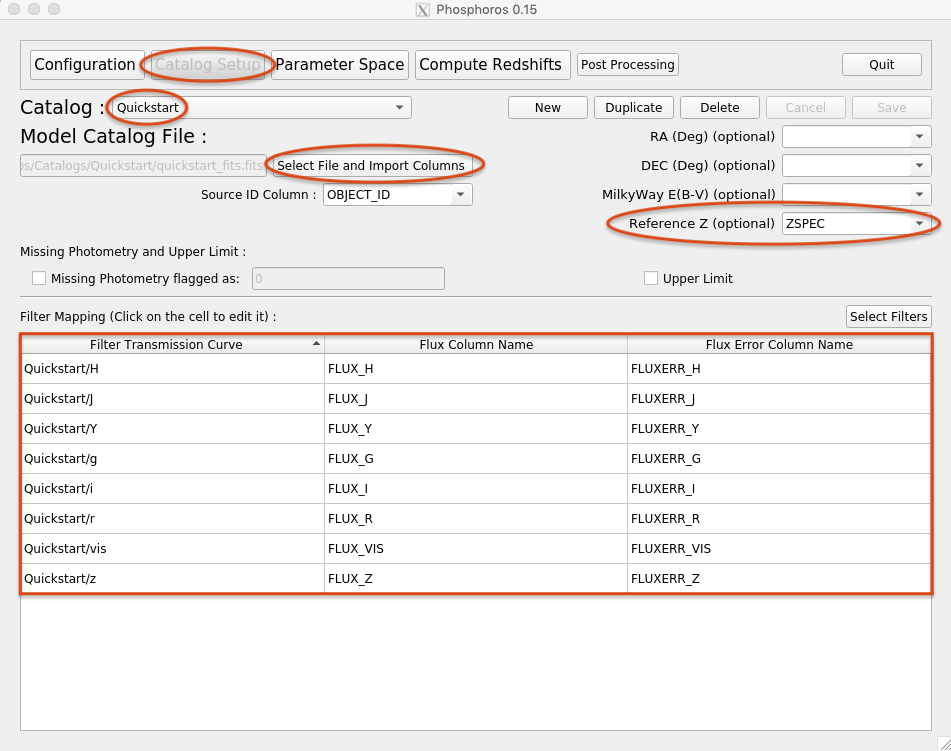 Phosphoros 0.15
Configuration Catalog Setup Parameter Space Compute Redshifts Post Processing Quit
Catalog : Quickstart New Duplicate Delete Cancel Save
Model Catalog File : RA (Deg) (optional)
os/Catalogs/Quickstart/quickstart_fits.fits Select File and Import Columns DEC (Deg) (optional)
Source ID Column : OBJECT_ID MilkyWay E(B-V) (optional)
Reference Z (optional) ZSPEC
Missing Photometry and Upper Limit :
Missing Photometry flagged as: 0 Upper Limit
Filter Mapping (Click on the cell to edit it) : Select Filters
Filter Transmission Curve Flux Column Name Flux Error Column Name
Quickstart/H FLUX_H FLUXERR_H
Quickstart/J FLUX_J FLUXERR_J
Quickstart/Y FLUX_Y FLUXERR_Y
Quickstart/g FLUX_G FLUXERR_G
Quickstart/i FLUX_I FLUXERR_I
Quickstart/r FLUX_R FLUXERR_R
Quickstart/vis FLUX_VIS FLUXERR_VIS
Quickstart/z FLUX_Z FLUXERR_Z